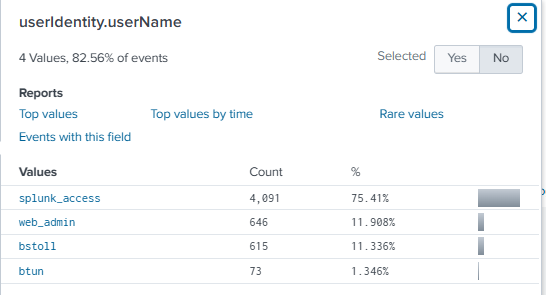 userIdentity.userName
4 Values, 82.56% of events
Selected Yes No
Reports
Top values Top values by time Rare values
Events with this field
Values Count %
splunk_access 4,091 75.41%
web_admin 646 11.908%
bstoll 615 11.336%
btun 73 1.346%